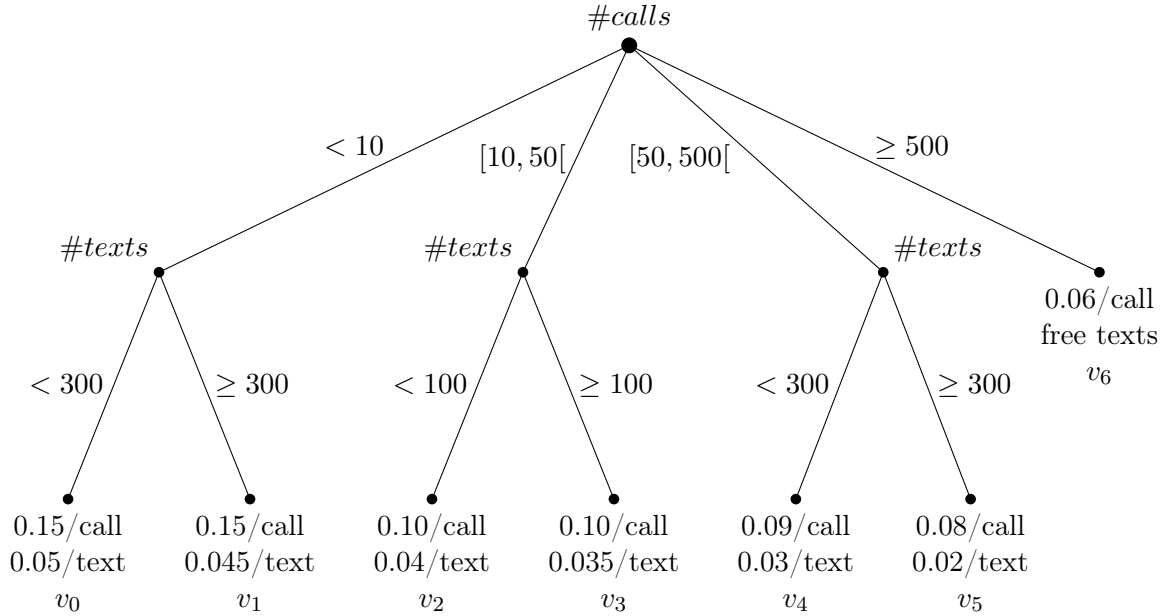 #calls
< 10
[10, 50[
[50, 500[
≥ 500
#texts
#texts
#texts
0.06/call
free texts
v₆
< 300
≥ 300
< 100
≥ 100
< 300
≥ 300
0.15/call
0.05/text
v₀
0.15/call
0.045/text
v₁
0.10/call
0.04/text
v₂
0.10/call
0.035/text
v₃
0.09/call
0.03/text
v₄
0.08/call
0.02/text
v₅